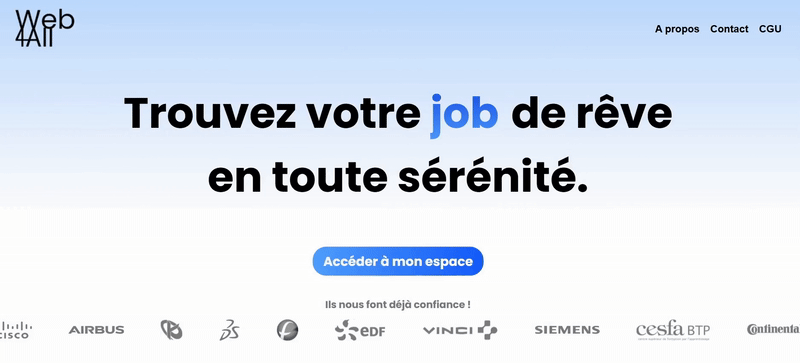 Web
4All
A propos Contact CGU
Trouvez votre job de rêve
en toute sérénité.
Accéder à mon espace
Ils nous font déjà confiance !
CISCO AIRBUS 3S EDF VINCI SIEMENS cesfa BTP Continental